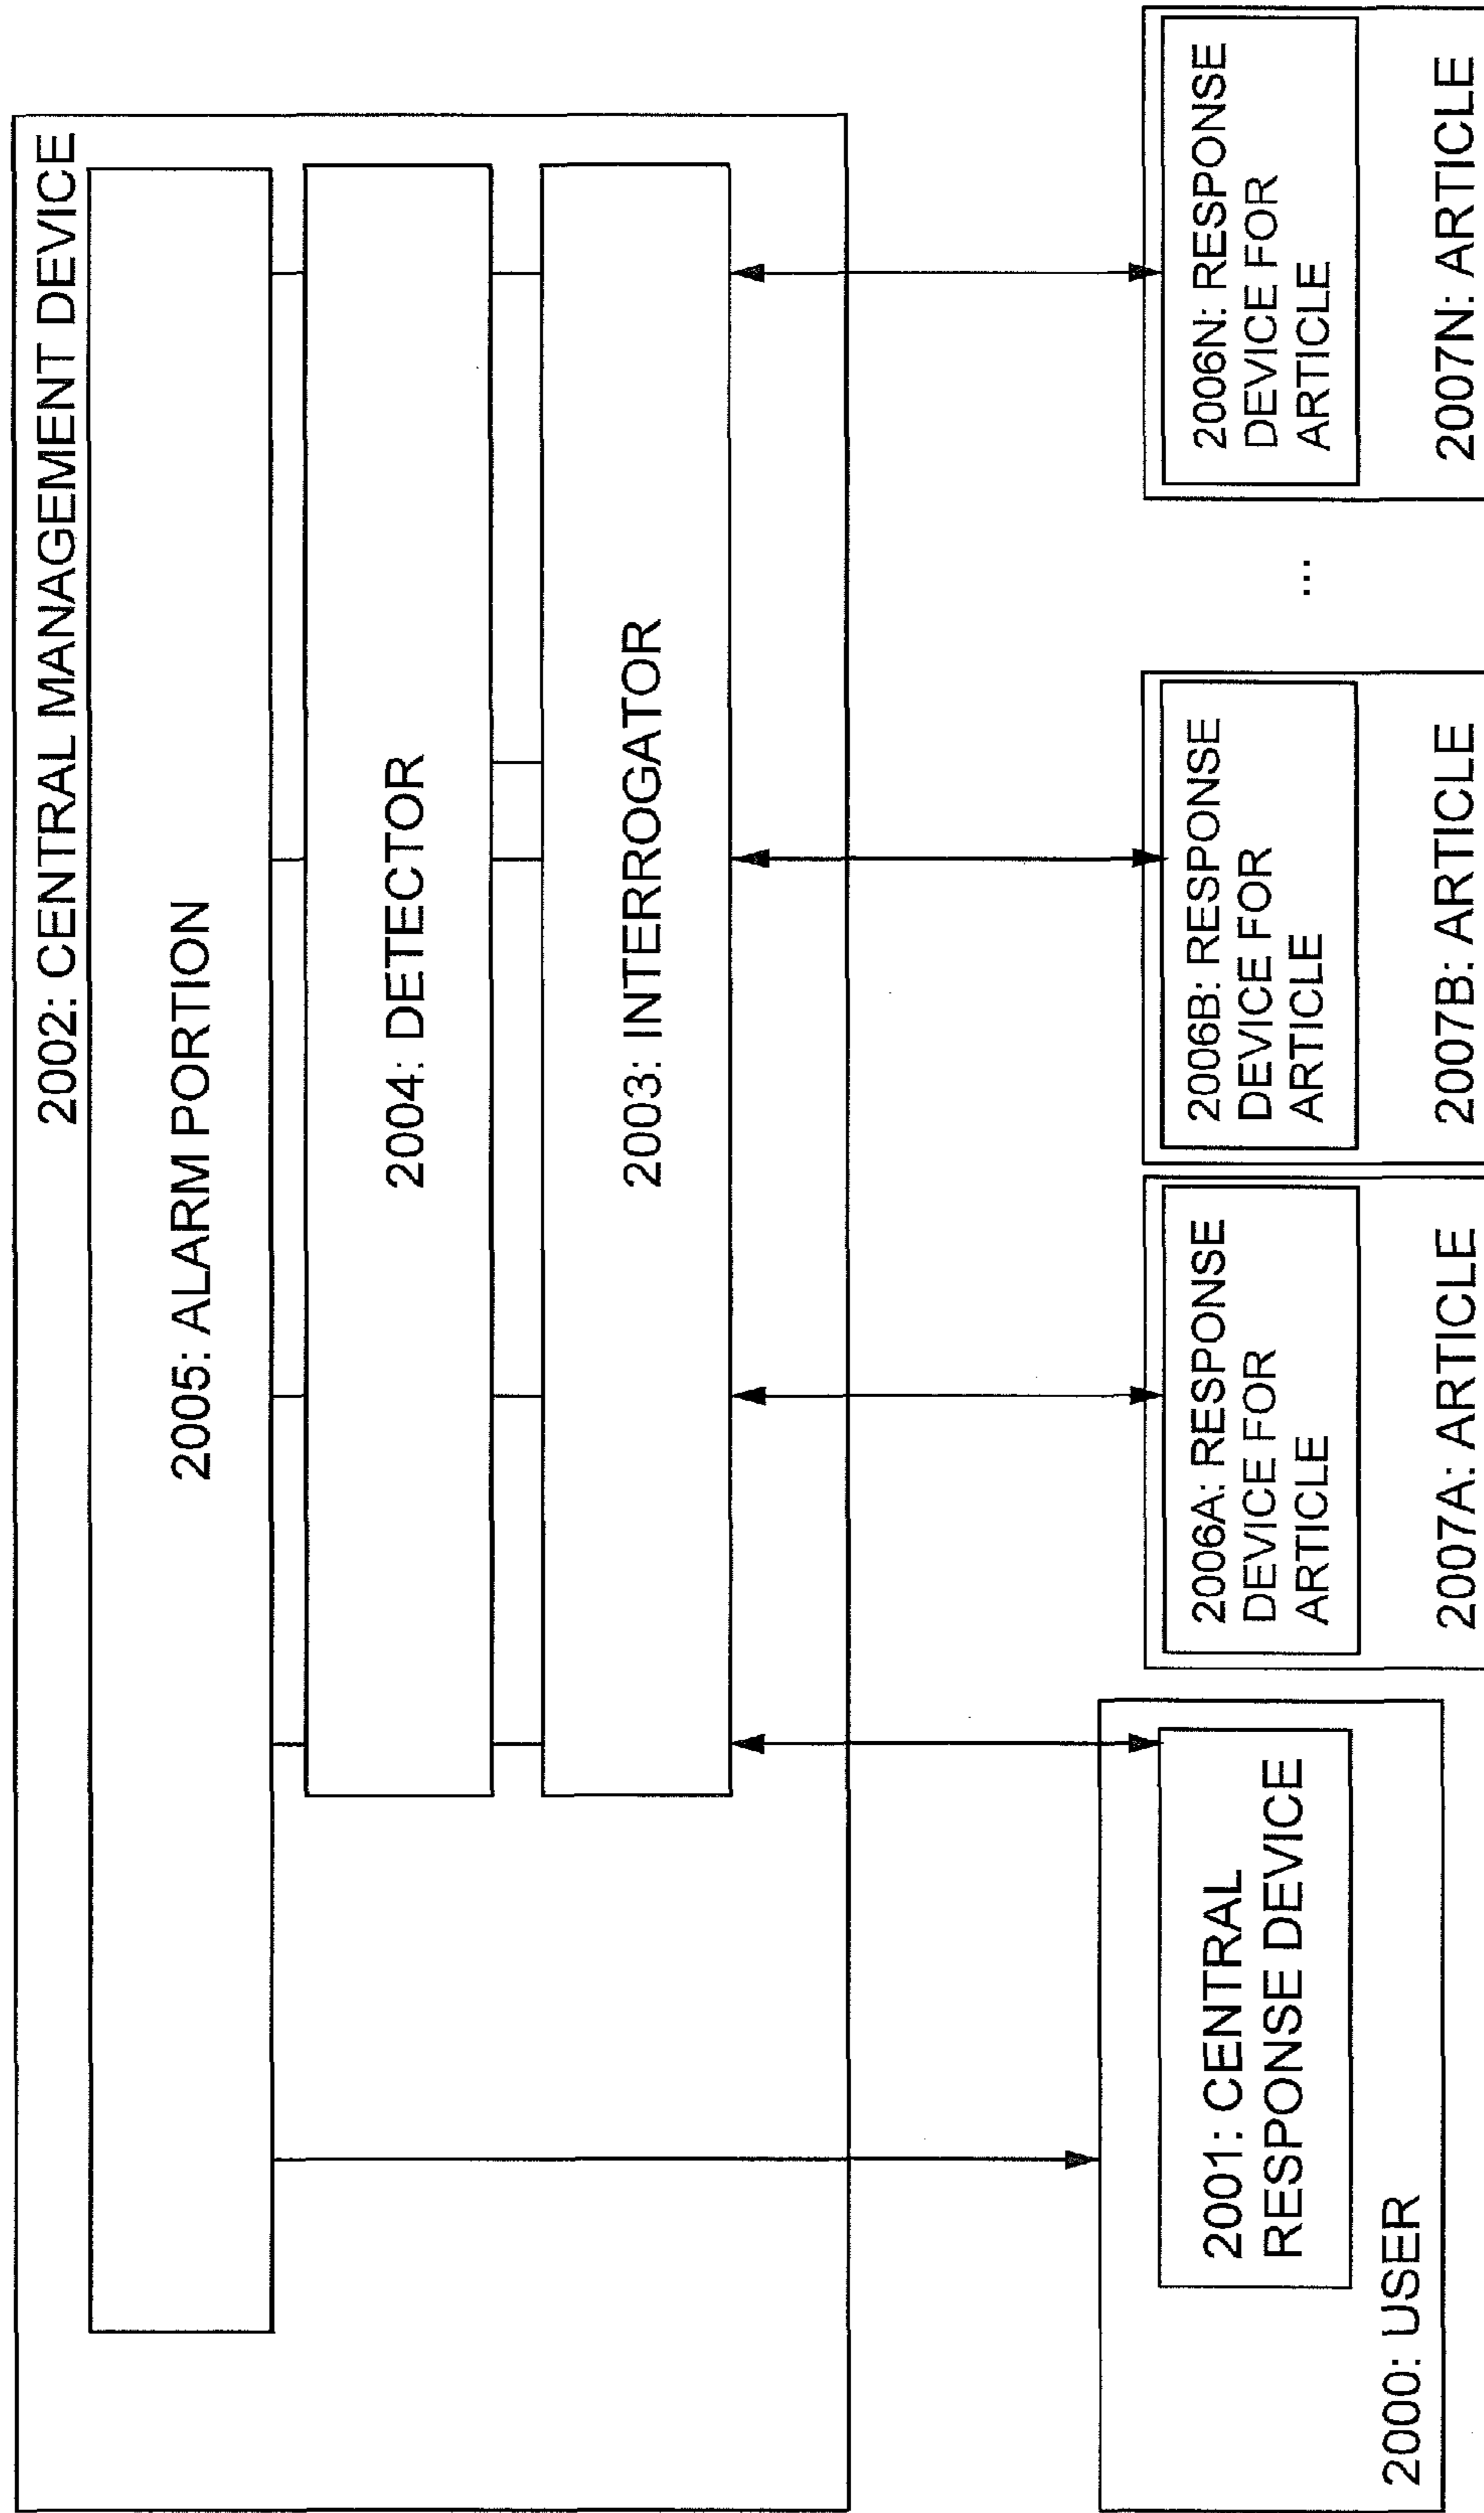 2002: CENTRAL MANAGEMENT DEVICE
2005: ALARM PORTION
2004: DETECTOR
2003: INTERROGATOR
2001: CENTRAL
RESPONSE DEVICE
2000: USER
2006A: RESPONSE
DEVICE FOR
ARTICLE
2007A: ARTICLE
2006B: RESPONSE
DEVICE FOR
ARTICLE
2007B: ARTICLE
...
2006N: RESPONSE
DEVICE FOR
ARTICLE
2007N: ARTICLE